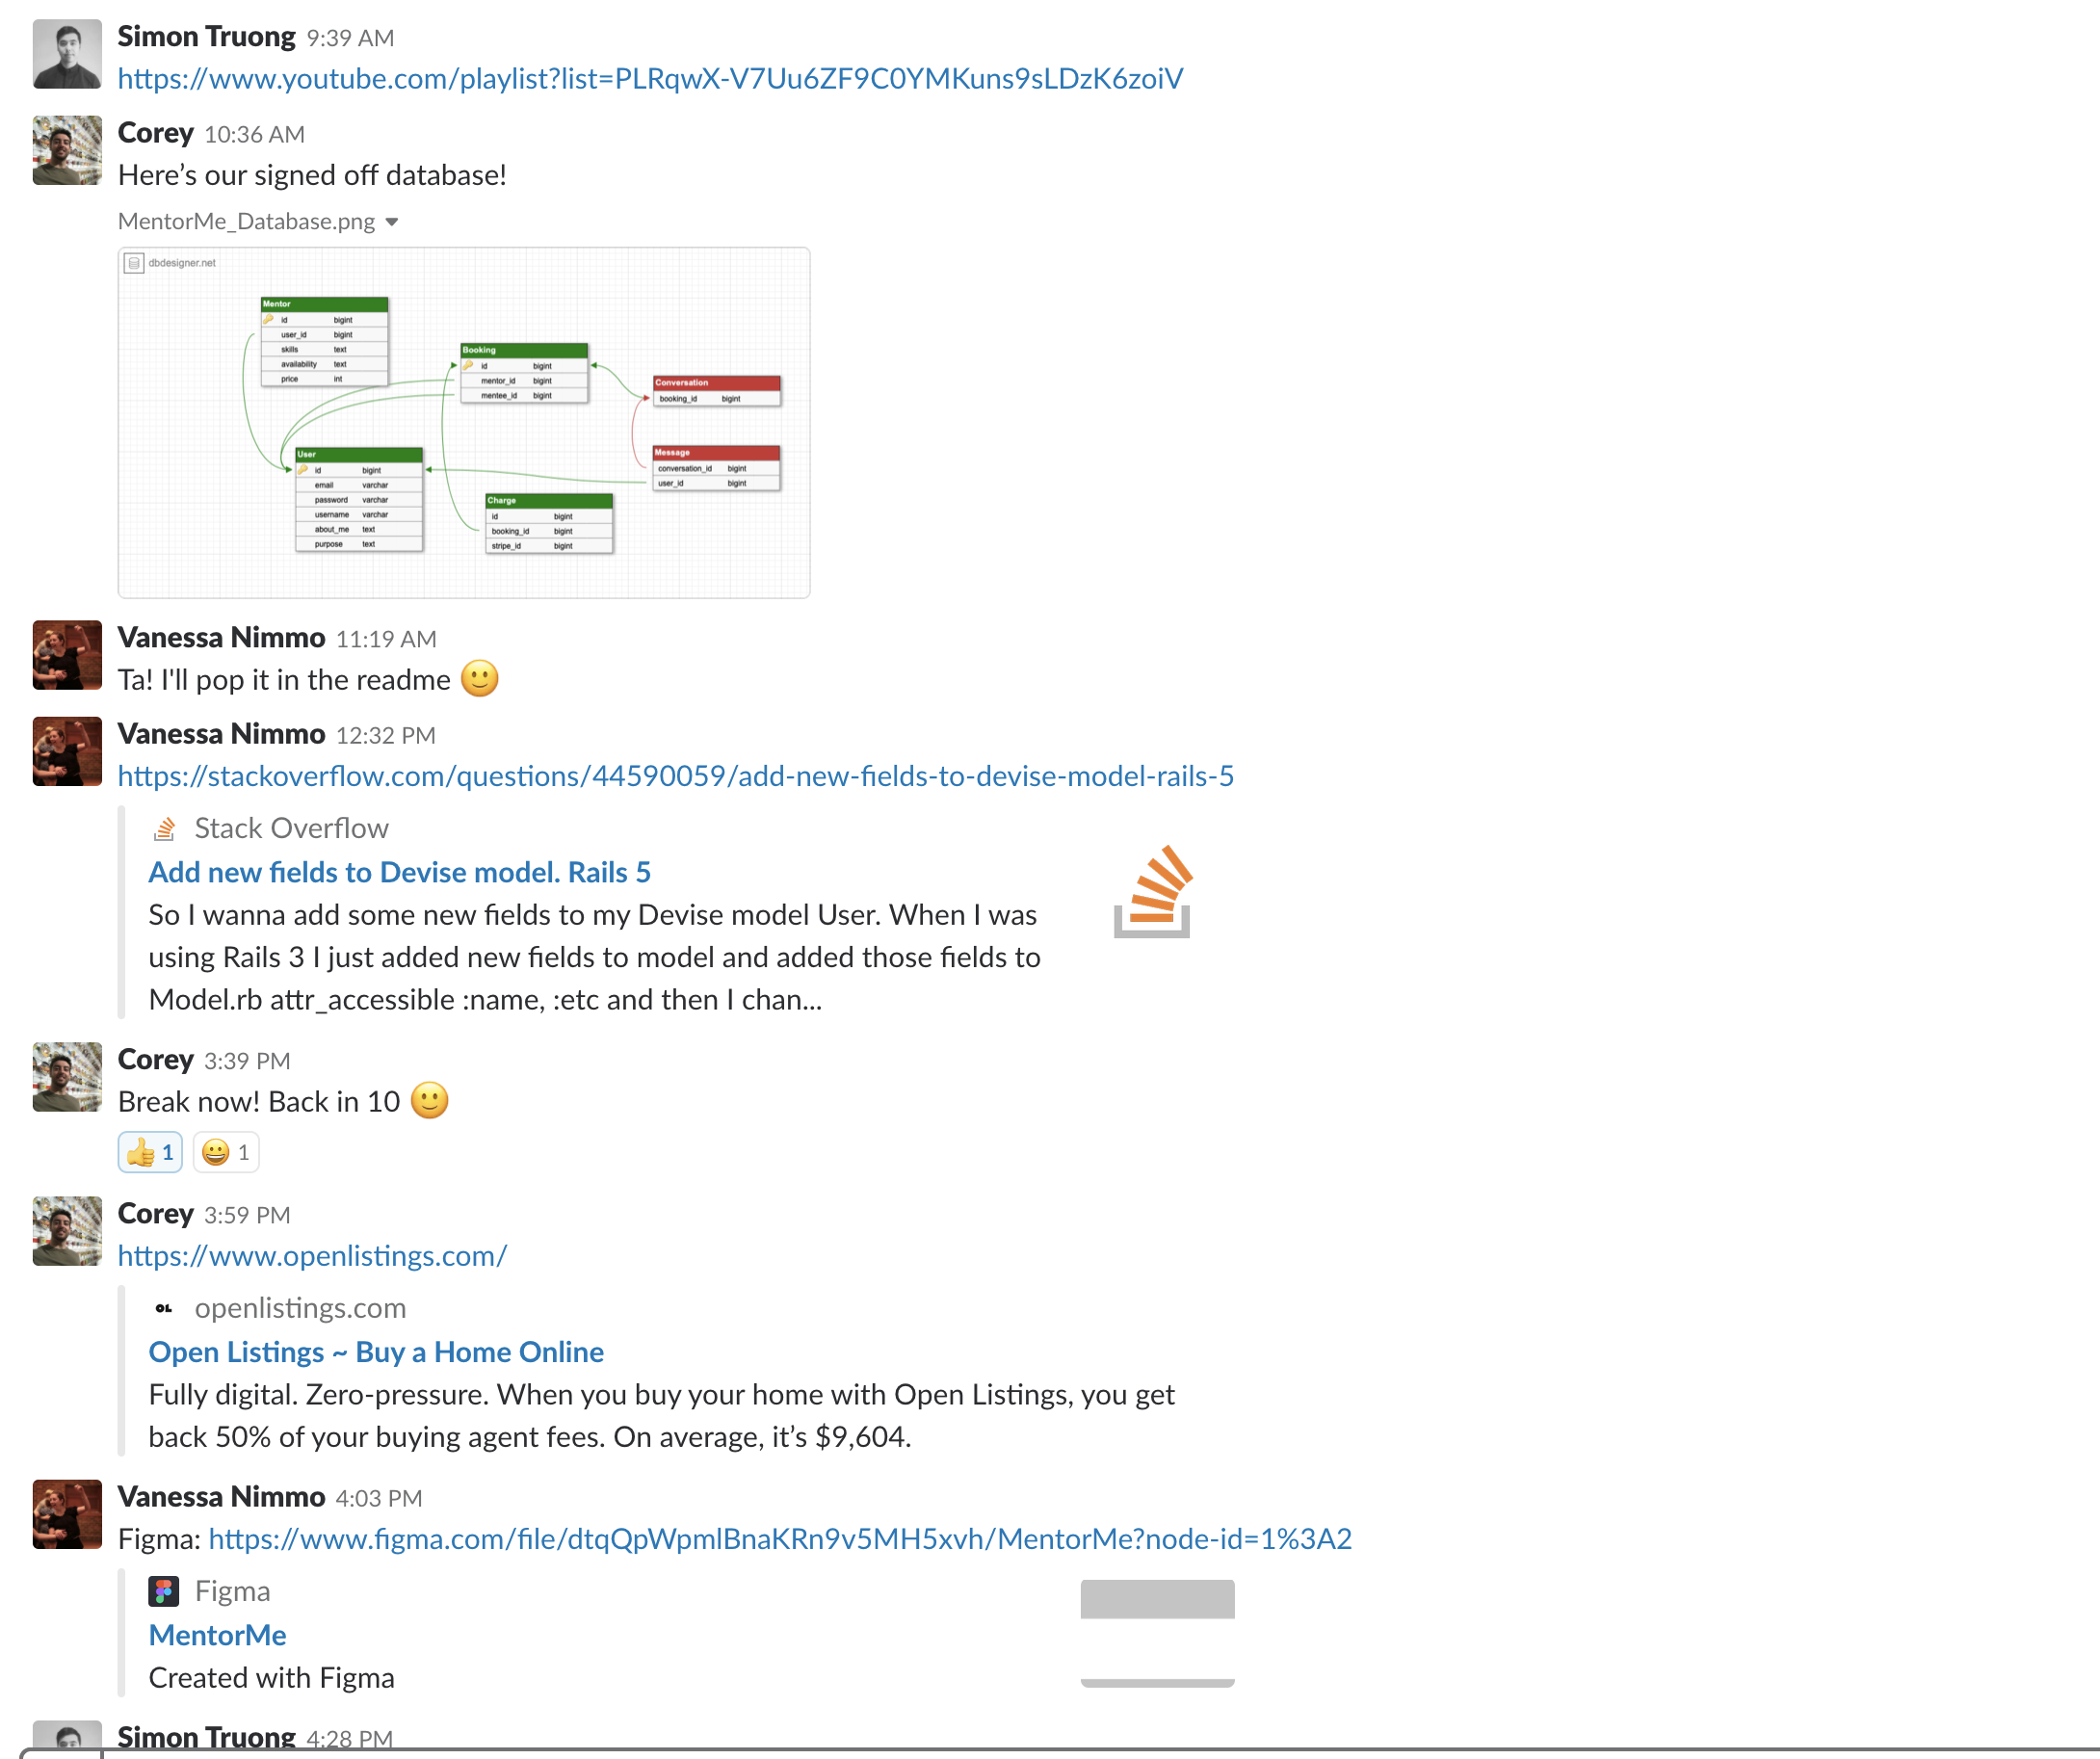 Simon Truong 9:39 AM
https://www.youtube.com/playlist?list=PLRqwX-V7Uu6ZF9C0YMKuns9sLDzK6zoiV
Corey 10:36 AM
Here’s our signed off database!
MentorMe_Database.png
dbdesigner.net
Mentor
id bigint
user_id bigint
skills text
availability text
price int
Booking
id bigint
mentor_id bigint
mentee_id bigint
Conversation
booking_id bigint
User
id bigint
email varchar
password varchar
username varchar
about_me text
purpose text
Message
conversation_id bigint
user_id bigint
Charge
id bigint
booking_id bigint
stripe_id bigint
Vanessa Nimmo 11:19 AM
Ta! I'll pop it in the readme
Vanessa Nimmo 12:32 PM
https://stackoverflow.com/questions/44590059/add-new-fields-to-devise-model-rails-5
Stack Overflow
Add new fields to Devise model. Rails 5
So I wanna add some new fields to my Devise model User. When I was
using Rails 3 I just added new fields to model and added those fields to
Model.rb attr_accessible :name, :etc and then I chan...
Corey 3:39 PM
Break now! Back in 10
1 1
Corey 3:59 PM
https://www.openlistings.com/
OL openlistings.com
Open Listings ~ Buy a Home Online
Fully digital. Zero-pressure. When you buy your home with Open Listings, you get
back 50% of your buying agent fees. On average, it’s $9,604.
Vanessa Nimmo 4:03 PM
Figma: https://www.figma.com/file/dtqQpWpmlBnaKRn9v5MH5xvh/MentorMe?node-id=1%3A2
Figma
MentorMe
Created with Figma
Simon Truong 4:28 PM